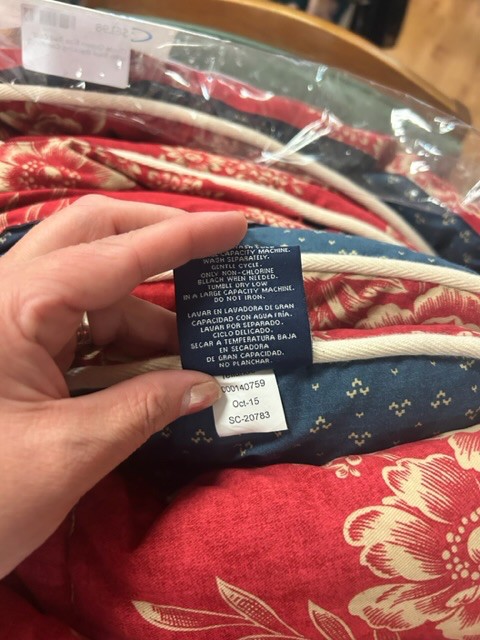 CAPACITY MACHINE.
WASH SEPARATELY.
GENTLE CYCLE.
ONLY NON-CHLORINE
BLEACH WHEN NEEDED.
TUMBLE DRY LOW
IN A LARGE CAPACITY MACHINE.
DO NOT IRON.
LAVAR EN LAVADORA DE GRAN
CAPACIDAD CON AGUA FRÍA.
LAVAR POR SEPARADO.
CICLO DELICADO.
SECAR A TEMPERATURA BAJA
EN SECADORA
DE GRAN CAPACIDAD.
NO PLANCHAR.
000140759
Oct-15
SC-20783